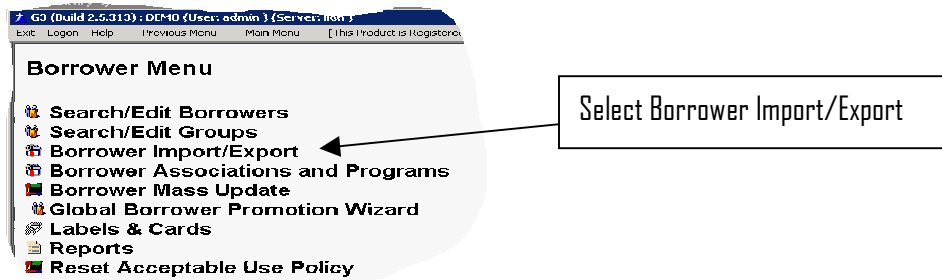 G3 (Build 2.5.313) : DEMO {User: admin } {Server: lion }
Exit Logon Help Previous Menu Main Menu [This Product is Registered
Borrower Menu
Search/Edit Borrowers
Search/Edit Groups
Borrower Import/Export
Borrower Associations and Programs
Borrower Mass Update
Global Borrower Promotion Wizard
Labels & Cards
Reports
Reset Acceptable Use Policy
Select Borrower Import/Export